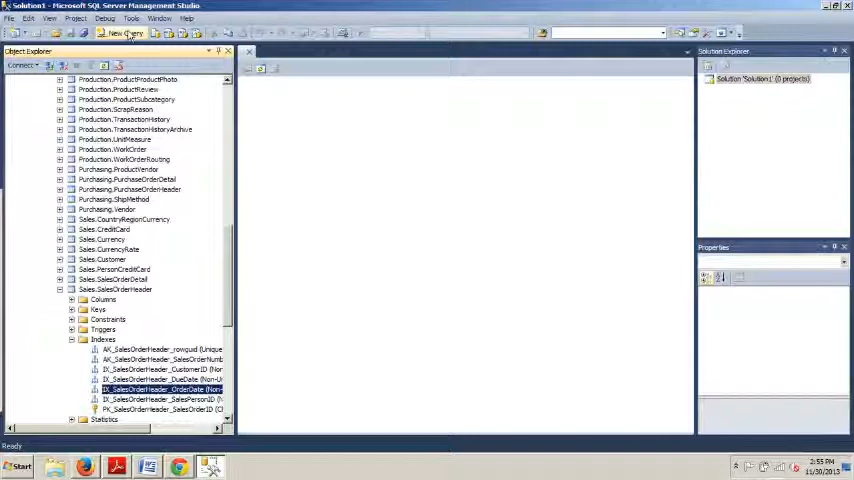 Solution1 - Microsoft SQL Server Management Studio
File Edit View Project Debug Tools Window Help
New Query
Object Explorer
Connect
Production.ProductProductPhoto
Production.ProductReview
Production.ProductSubcategory
Production.ScrapReason
Production.TransactionHistory
Production.TransactionHistoryArchive
Production.UnitMeasure
Production.WorkOrder
Production.WorkOrderRouting
Purchasing.ProductVendor
Purchasing.PurchaseOrderDetail
Purchasing.PurchaseOrderHeader
Purchasing.ShipMethod
Purchasing.Vendor
Sales.CountryRegionCurrency
Sales.CreditCard
Sales.Currency
Sales.CurrencyRate
Sales.Customer
Sales.PersonCreditCard
Sales.SalesOrderDetail
Sales.SalesOrderHeader
Columns
Keys
Constraints
Triggers
Indexes
AK_SalesOrderHeader_rowguid (Unique
AK_SalesOrderHeader_SalesOrderNumb
IX_SalesOrderHeader_CustomerID (Non
IX_SalesOrderHeader_DueDate (Non-U
IX_SalesOrderHeader_OrderDate (Non-
IX_SalesOrderHeader_SalesPersonID (N
PK_SalesOrderHeader_SalesOrderID (Cl
Statistics
Solution Explorer
Solution 'Solution1' (0 projects)
Properties
Ready
Start
2:55 PM
11/30/2013